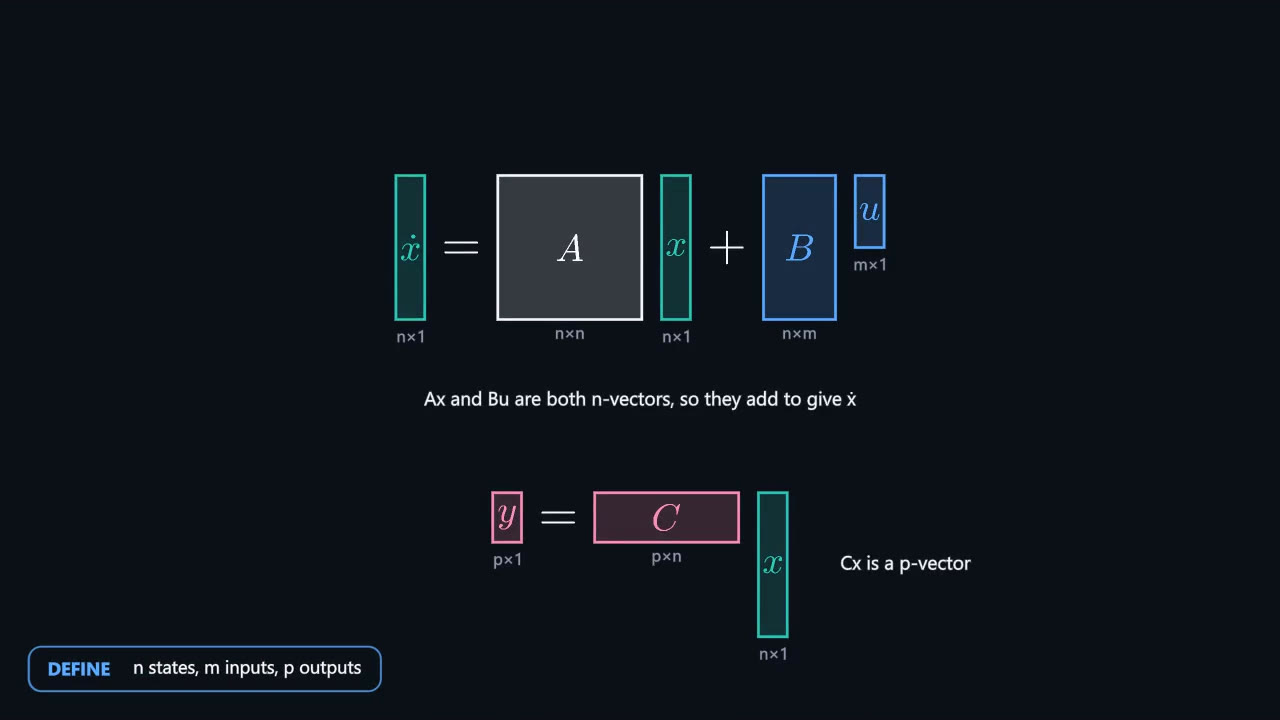 ẋ = A x + B u
n×1 n×n n×1 n×m m×1
Ax and Bu are both n-vectors, so they add to give ẋ
y = C x
p×1 p×n n×1
Cx is a p-vector
DEFINE n states, m inputs, p outputs